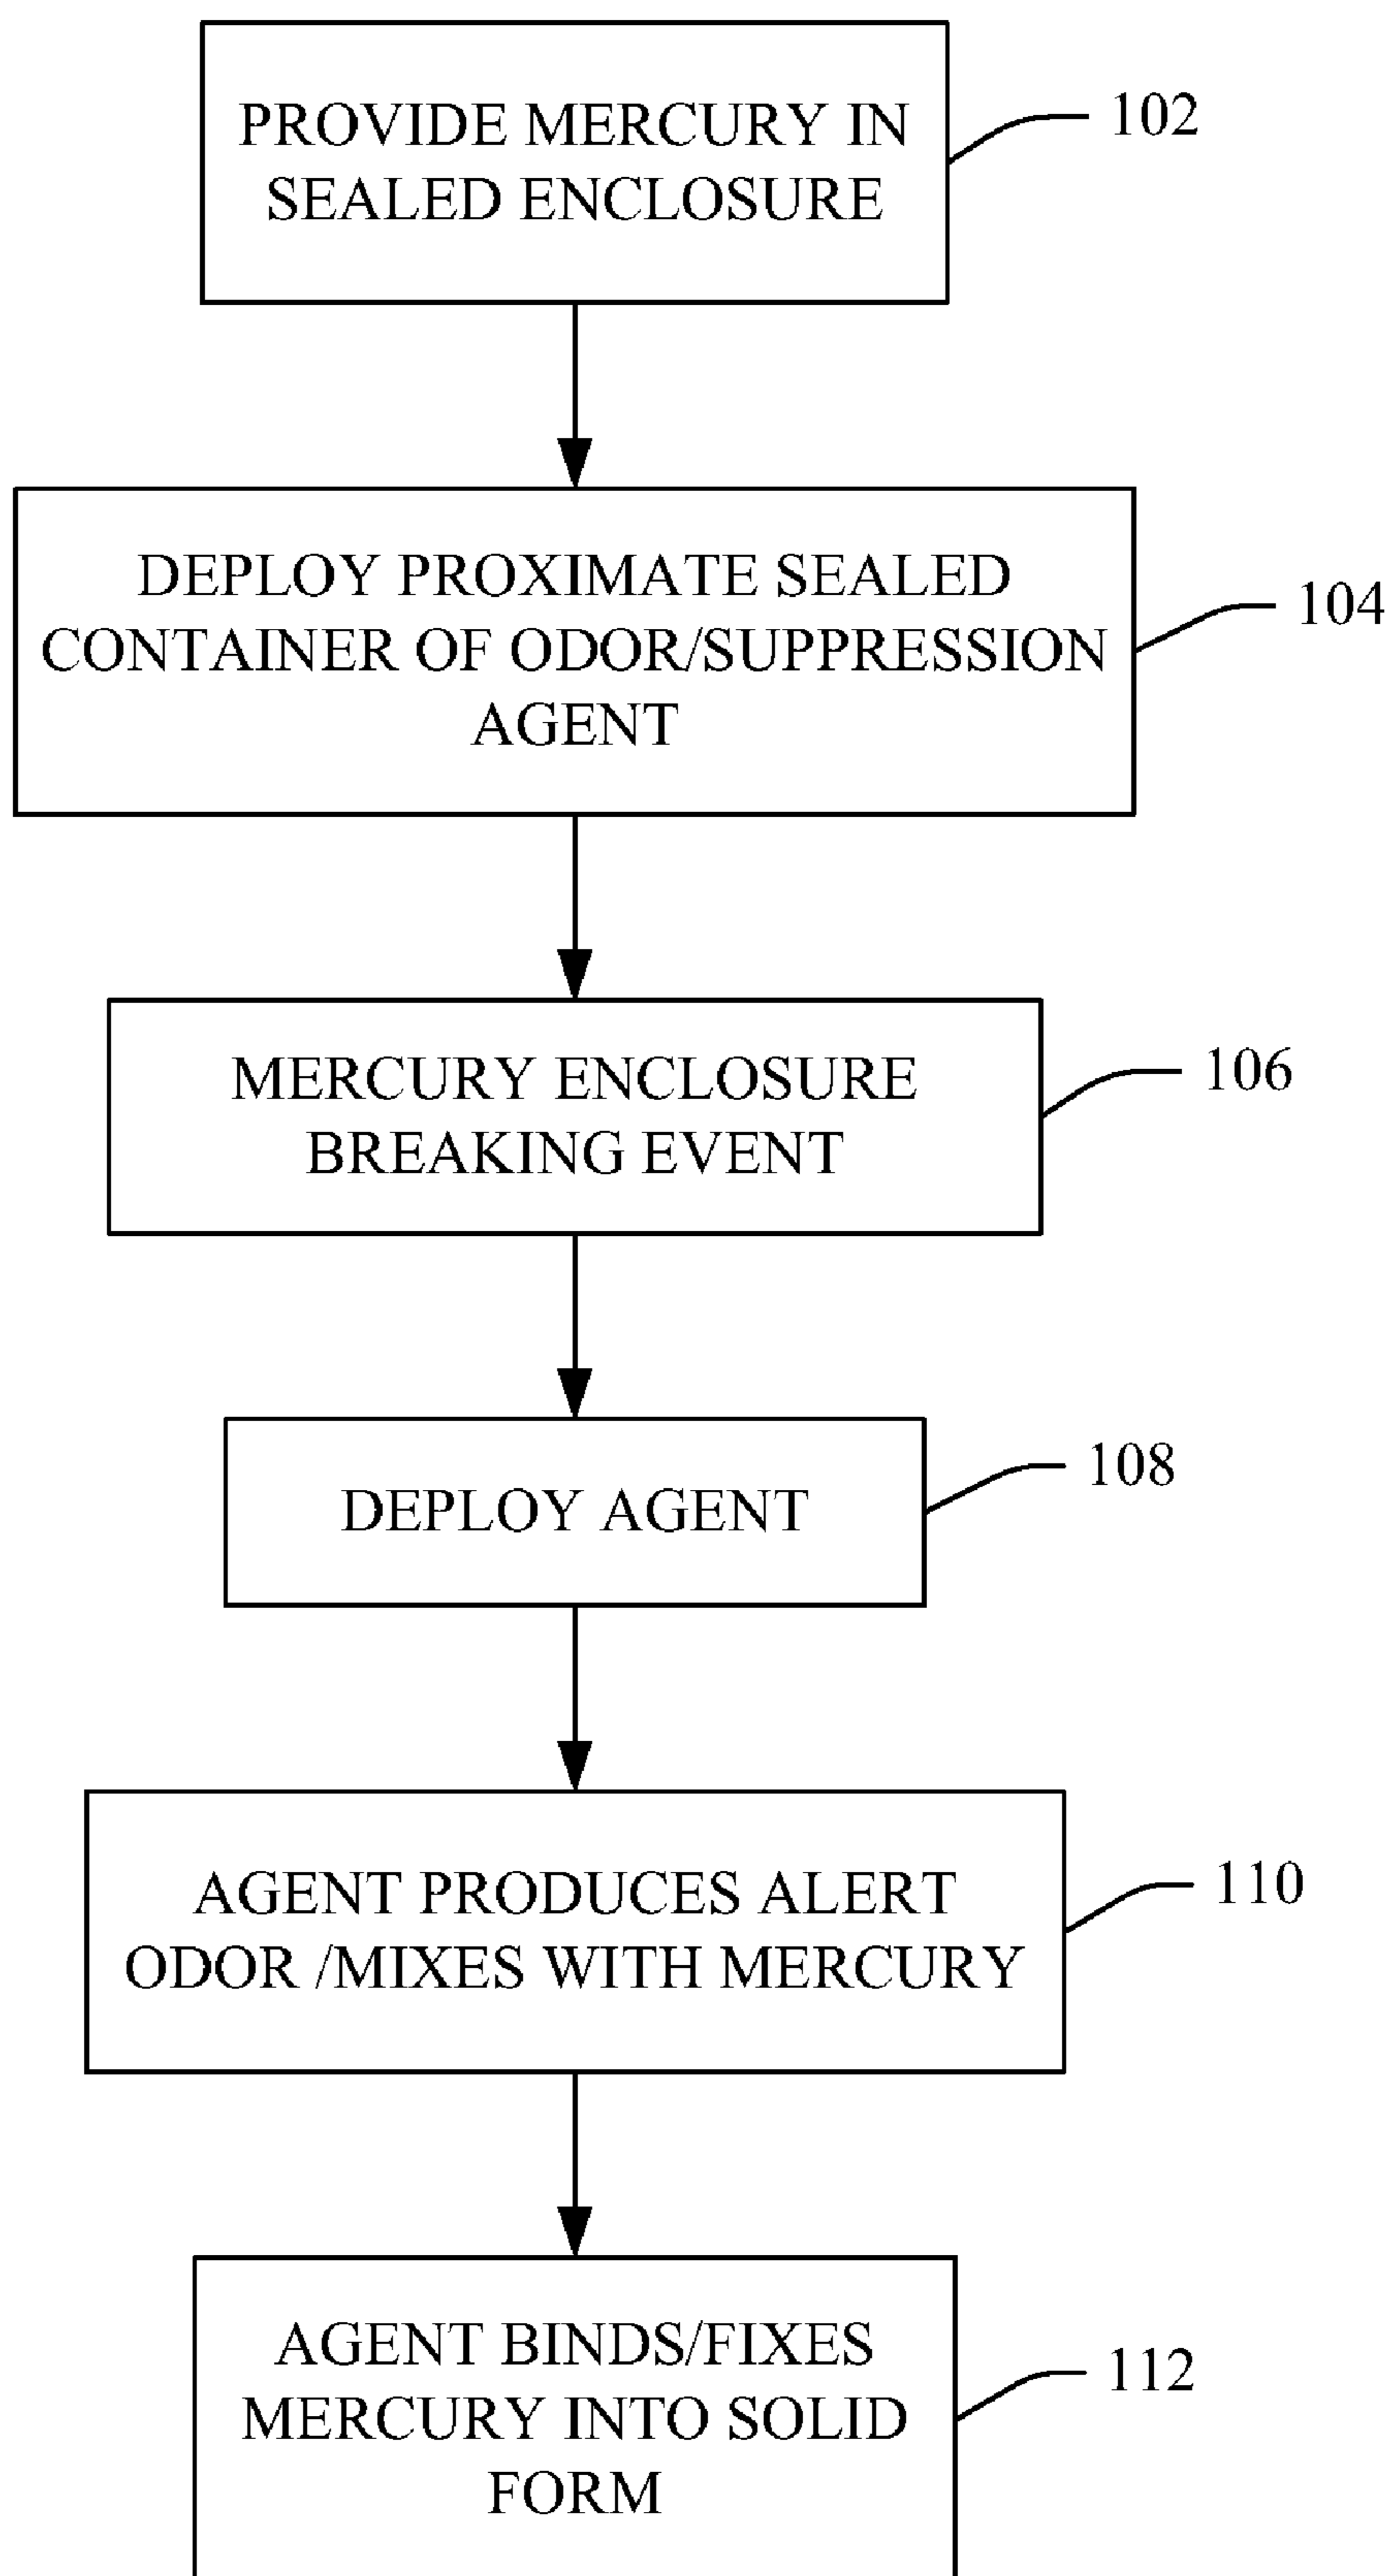 PROVIDE MERCURY IN
SEALED ENCLOSURE
102
DEPLOY PROXIMATE SEALED
CONTAINER OF ODOR/SUPPRESSION
AGENT
104
MERCURY ENCLOSURE
BREAKING EVENT
106
DEPLOY AGENT
108
AGENT PRODUCES ALERT
ODOR /MIXES WITH MERCURY
110
AGENT BINDS/FIXES
MERCURY INTO SOLID
FORM
112